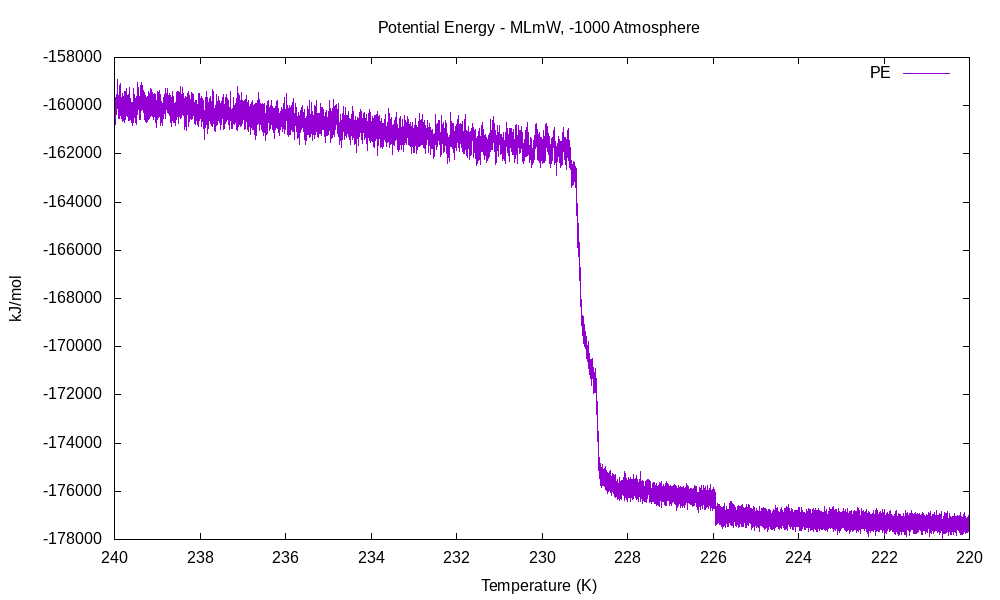 Potential Energy - MLmW, -1000 Atmosphere
PE
-158000
-160000
-162000
-164000
-166000
-168000
-170000
-172000
-174000
-176000
-178000
kJ/mol
240 238 236 234 232 230 228 226 224 222 220
Temperature (K)